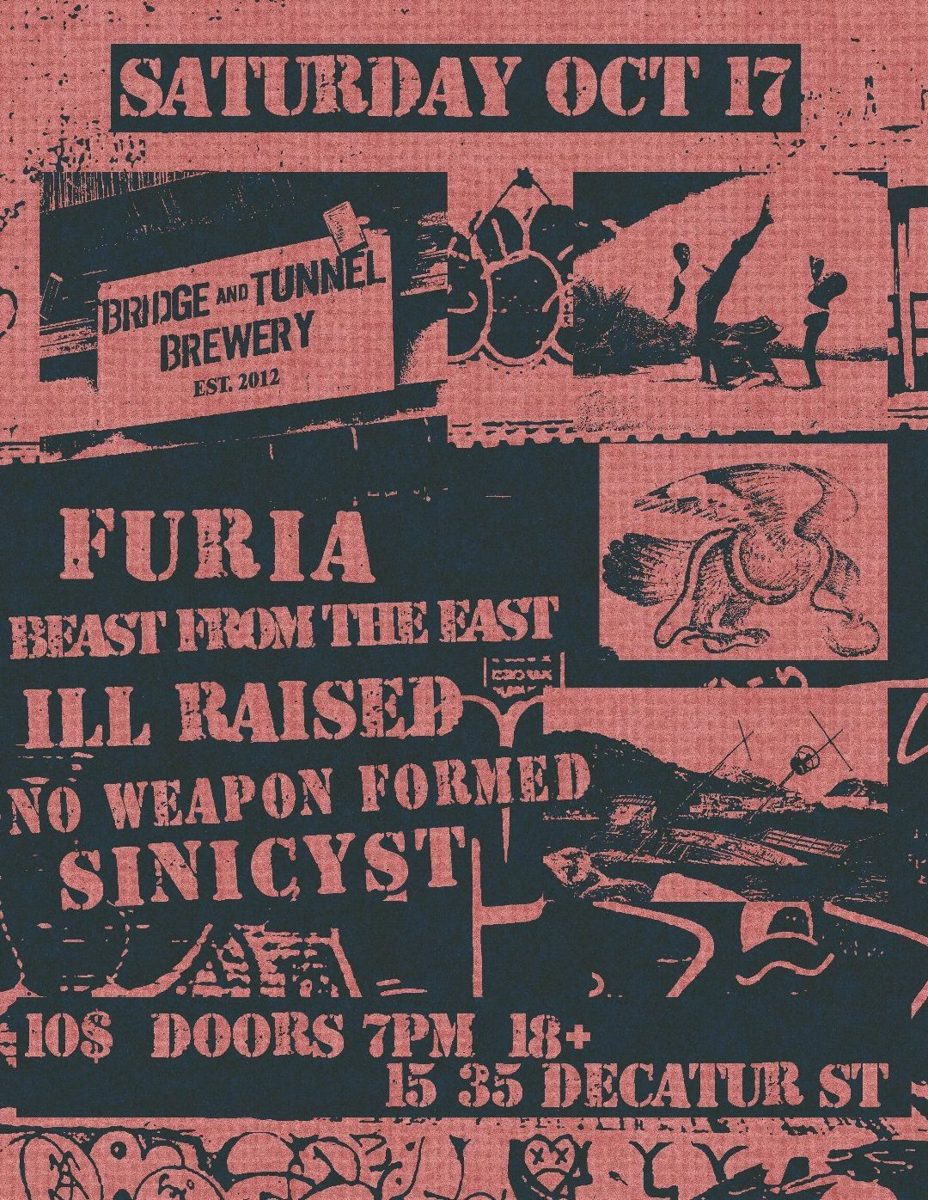 SATURDAY OCT 17
BRIDGE AND TUNNEL
BREWERY
EST. 2012
FURIA
BEAST FROM THE EAST
ILL RAISED
NO WEAPON FORMED
SINICYST
10$ DOORS 7PM 18+
15 35 DECATUR ST